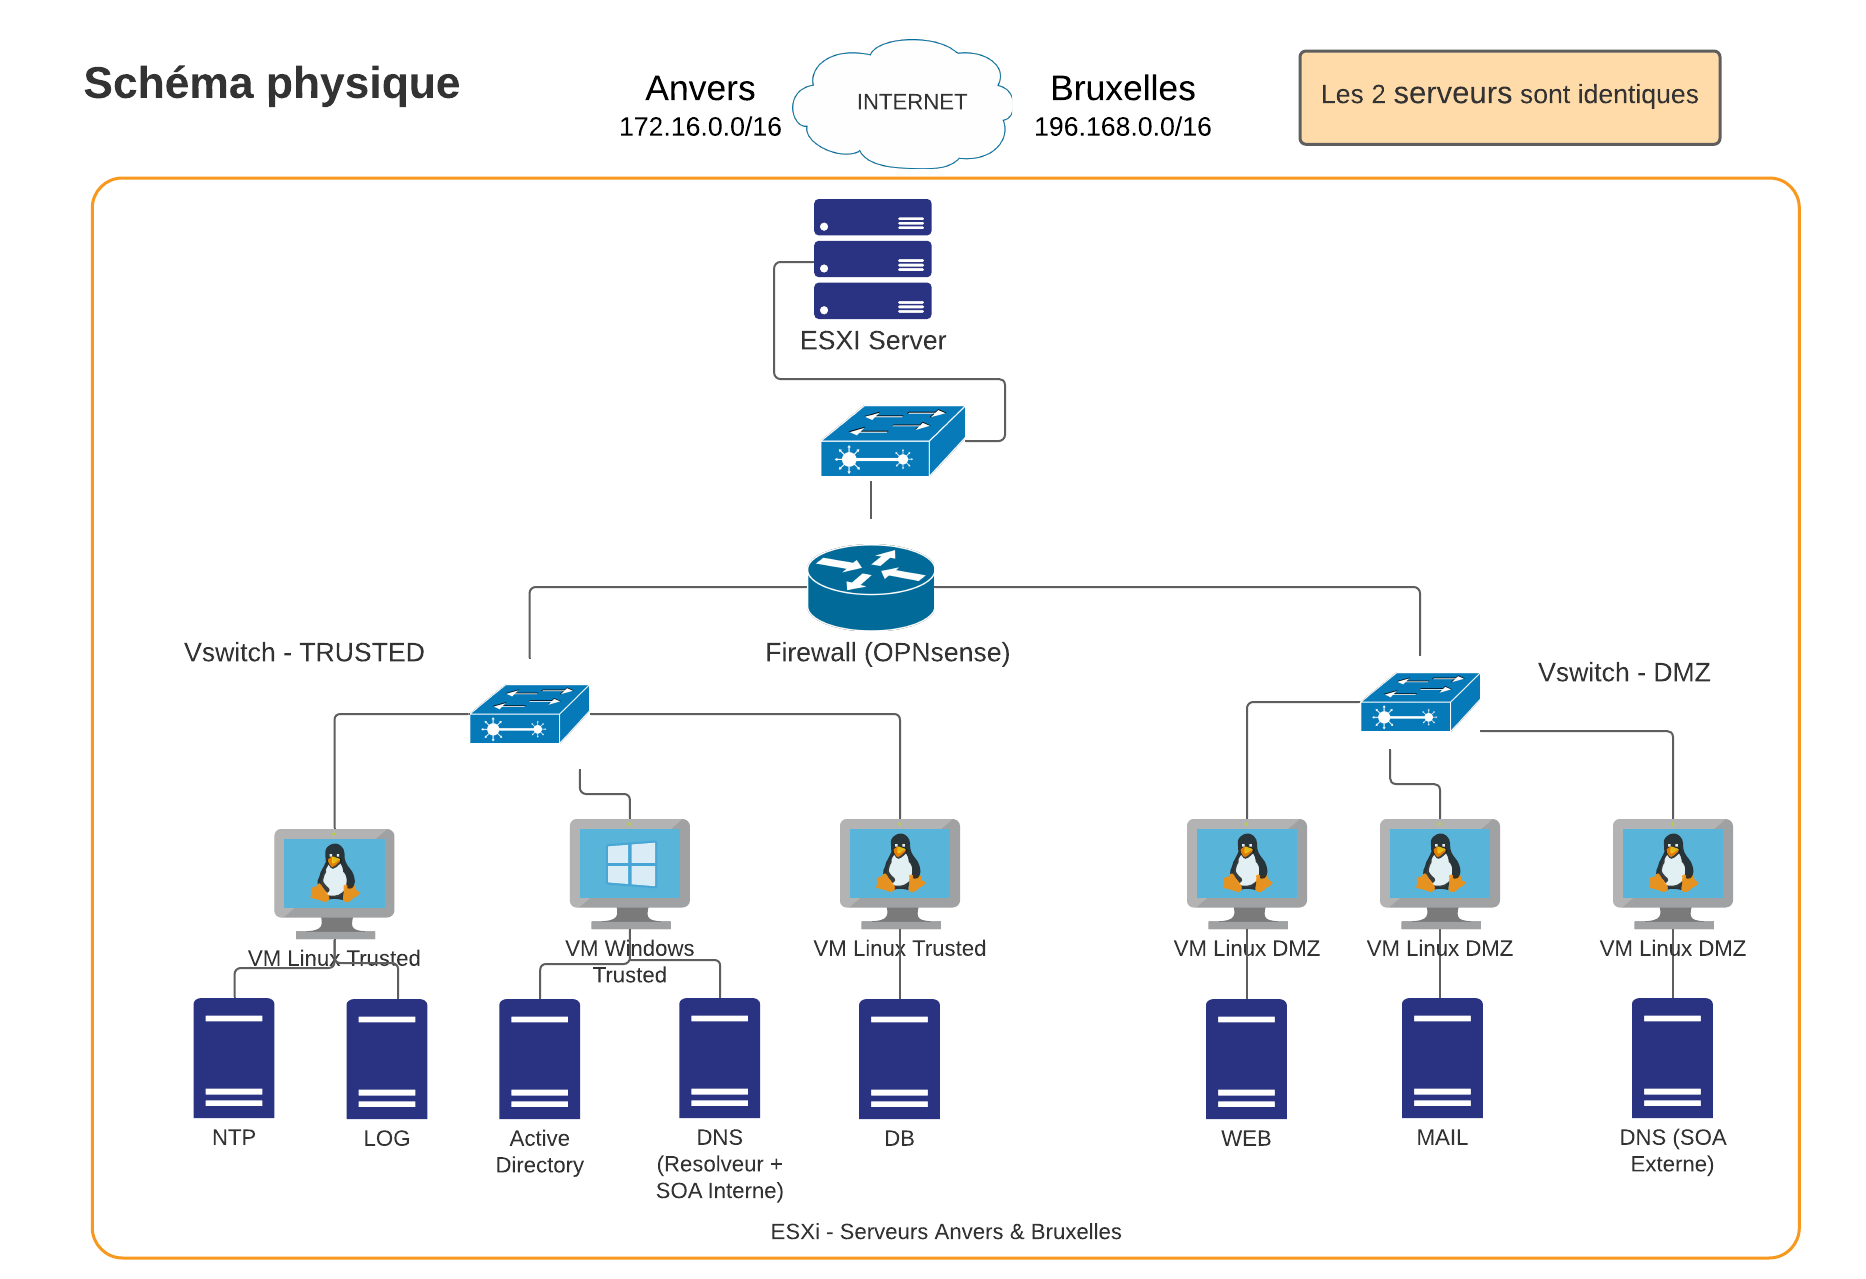 Schéma physique
Anvers
172.16.0.0/16
INTERNET
Bruxelles
196.168.0.0/16
Les 2 serveurs sont identiques
ESXI Server
Firewall (OPNsense)
Vswitch - TRUSTED
Vswitch - DMZ
VM Linux Trusted
VM Windows
Trusted
VM Linux Trusted
VM Linux DMZ
VM Linux DMZ
VM Linux DMZ
NTP
LOG
Active
Directory
DNS
(Resolveur +
SOA Interne)
DB
WEB
MAIL
DNS (SOA
Externe)
ESXi - Serveurs Anvers & Bruxelles